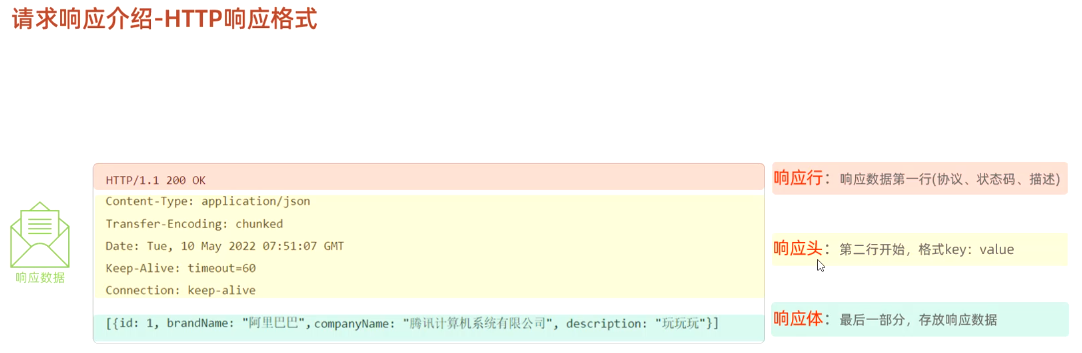 请求响应介绍-HTTP响应格式
HTTP/1.1 200 OK
响应行：响应数据第一行(协议、状态码、描述)
Content-Type: application/json
Transfer-Encoding: chunked
Date: Tue, 10 May 2022 07:51:07 GMT
Keep-Alive: timeout=60
Connection: keep-alive
响应头：第二行开始，格式key：value
响应数据
[{id: 1, brandName: "阿里巴巴",companyName: "腾讯计算机系统有限公司", description: "玩玩玩"}]
响应体：最后一部分，存放响应数据